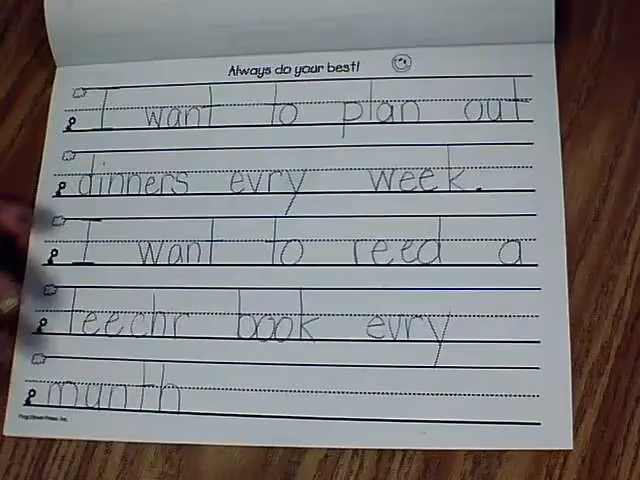 Always do your best!
I want to plan out
dinners evry week.
I want to reed a
teechr book evry
munth